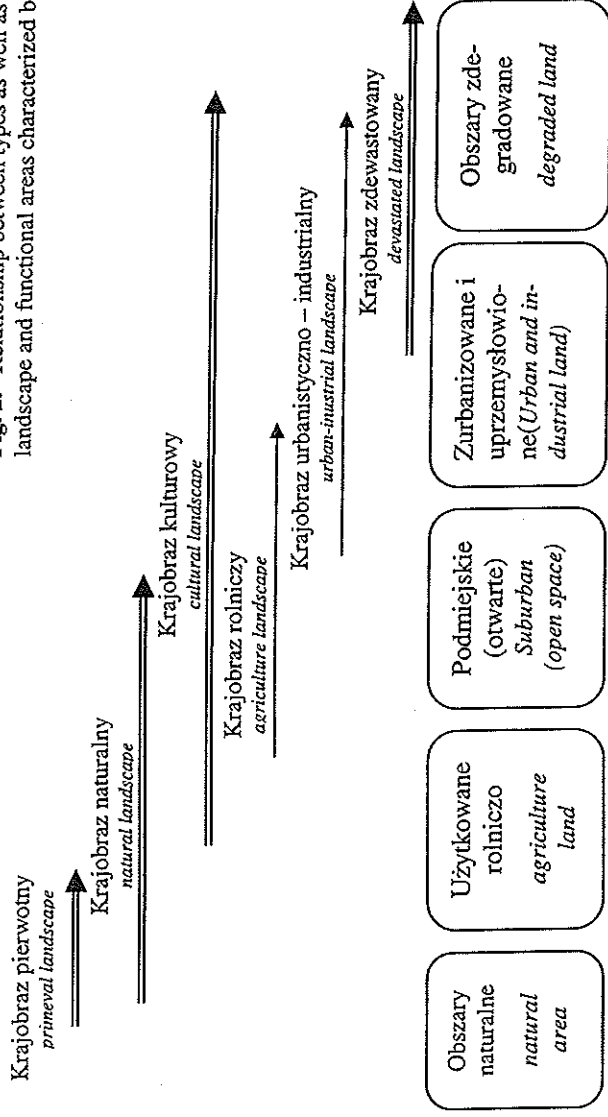 Fig. 2. Relationship between types as well as
landscape and functional areas characterized b
Krajobraz pierwotny
primeval landscape
Krajobraz naturalny
natural landscape
Krajobraz kulturowy
cultural landscape
Krajobraz rolniczy
agriculture landscape
Krajobraz urbanistyczno – industrialny
urban-inustrial landscape
Krajobraz zdewastowany
devastated landscape
Obszary
naturalne
natural
area
Użytkowane
rolniczo
agriculture
land
Podmiejskie
(otwarte)
Suburban
(open space)
Zurbanizowane i
uprzemysłowio-
ne(Urban and in-
dustrial land)
Obszary zde-
gradowane
degraded land